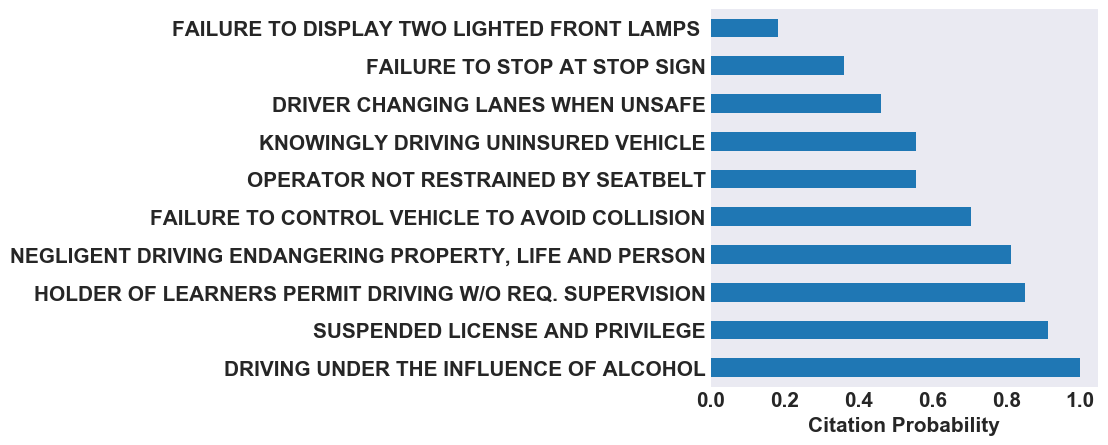 FAILURE TO DISPLAY TWO LIGHTED FRONT LAMPS
FAILURE TO STOP AT STOP SIGN
DRIVER CHANGING LANES WHEN UNSAFE
KNOWINGLY DRIVING UNINSURED VEHICLE
OPERATOR NOT RESTRAINED BY SEATBELT
FAILURE TO CONTROL VEHICLE TO AVOID COLLISION
NEGLIGENT DRIVING ENDANGERING PROPERTY, LIFE AND PERSON
HOLDER OF LEARNERS PERMIT DRIVING W/O REQ. SUPERVISION
SUSPENDED LICENSE AND PRIVILEGE
DRIVING UNDER THE INFLUENCE OF ALCOHOL
0.0 0.2 0.4 0.6 0.8 1.0
Citation Probability